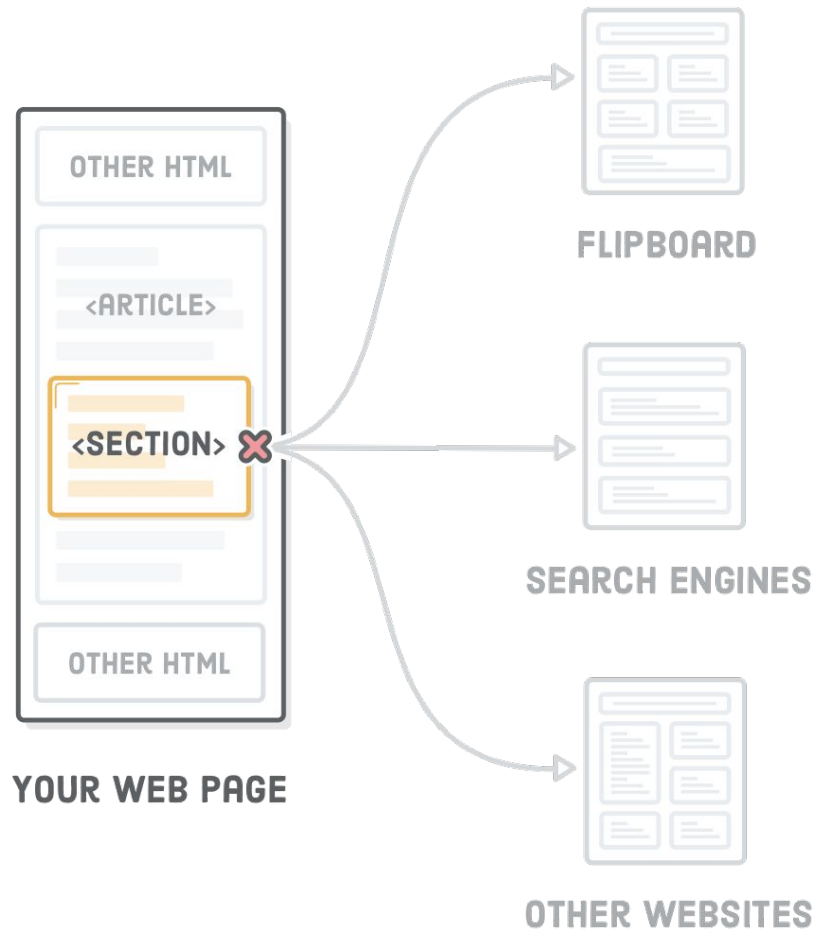 OTHER HTML
<ARTICLE>
<SECTION>
OTHER HTML
YOUR WEB PAGE
FLIPBOARD
SEARCH ENGINES
OTHER WEBSITES